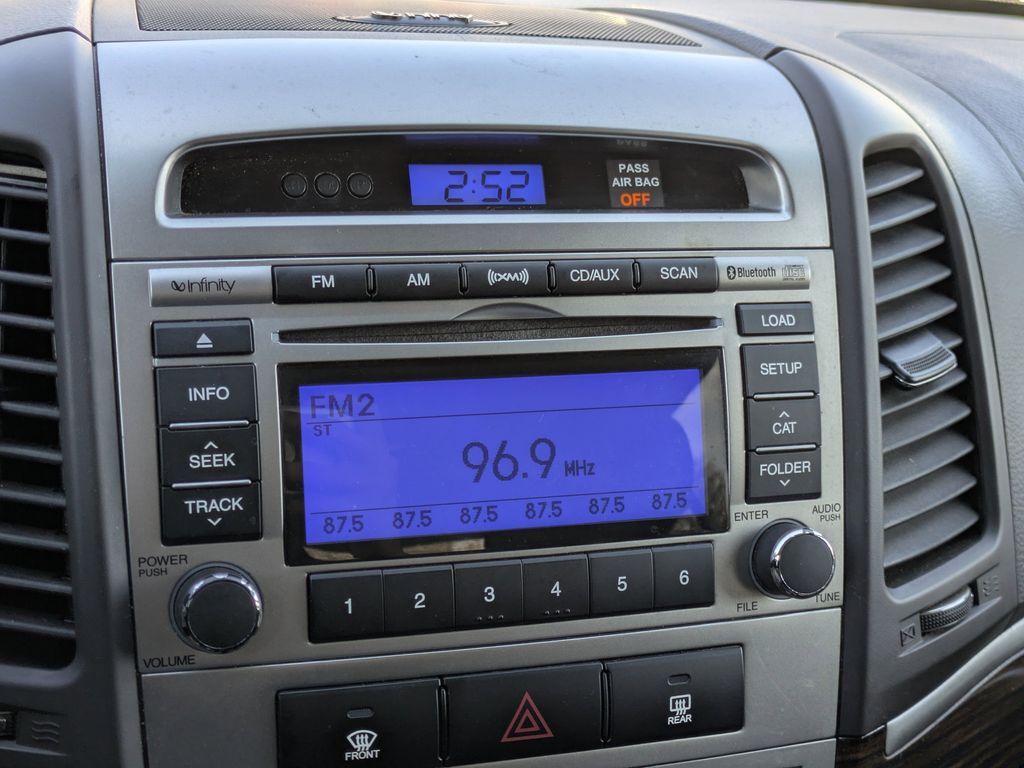 2:52
PASS
AIR BAG
OFF
Infinity
FM
AM
((XM))
CD/AUX
SCAN
Bluetooth
LOAD
INFO
SEEK
TRACK
FM2
ST
96.9 MHz
87.5 87.5 87.5 87.5 87.5 87.5
SETUP
CAT
FOLDER
POWER
PUSH
VOLUME
1 2 3 4 5 6
ENTER
AUDIO
PUSH
FILE
TUNE
FRONT
REAR